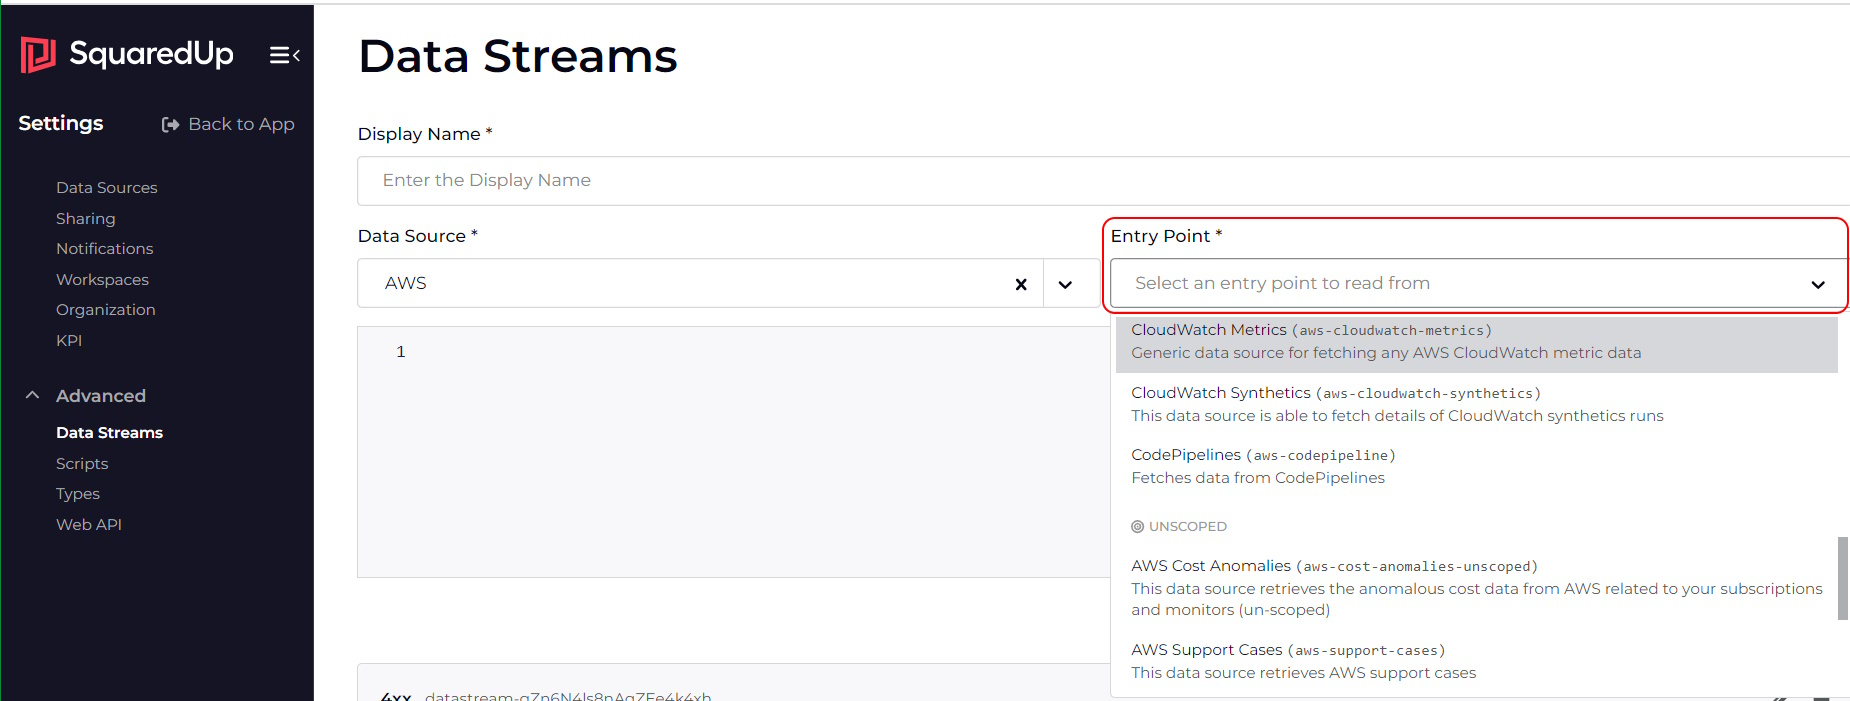 SquaredUp
Data Streams
Settings
Back to App
Data Sources
Sharing
Notifications
Workspaces
Organization
KPI
Advanced
Data Streams
Scripts
Types
Web API
Display Name *
Enter the Display Name
Data Source *
AWS
Entry Point *
Select an entry point to read from
1
CloudWatch Metrics (aws-cloudwatch-metrics)
Generic data source for fetching any AWS CloudWatch metric data
CloudWatch Synthetics (aws-cloudwatch-synthetics)
This data source is able to fetch details of CloudWatch synthetics runs
CodePipelines (aws-codepipeline)
Fetches data from CodePipelines
UNSCOPED
AWS Cost Anomalies (aws-cost-anomalies-unscoped)
This data source retrieves the anomalous cost data from AWS related to your subscriptions
and monitors (un-scoped)
AWS Support Cases (aws-support-cases)
This data source retrieves AWS support cases
4xx